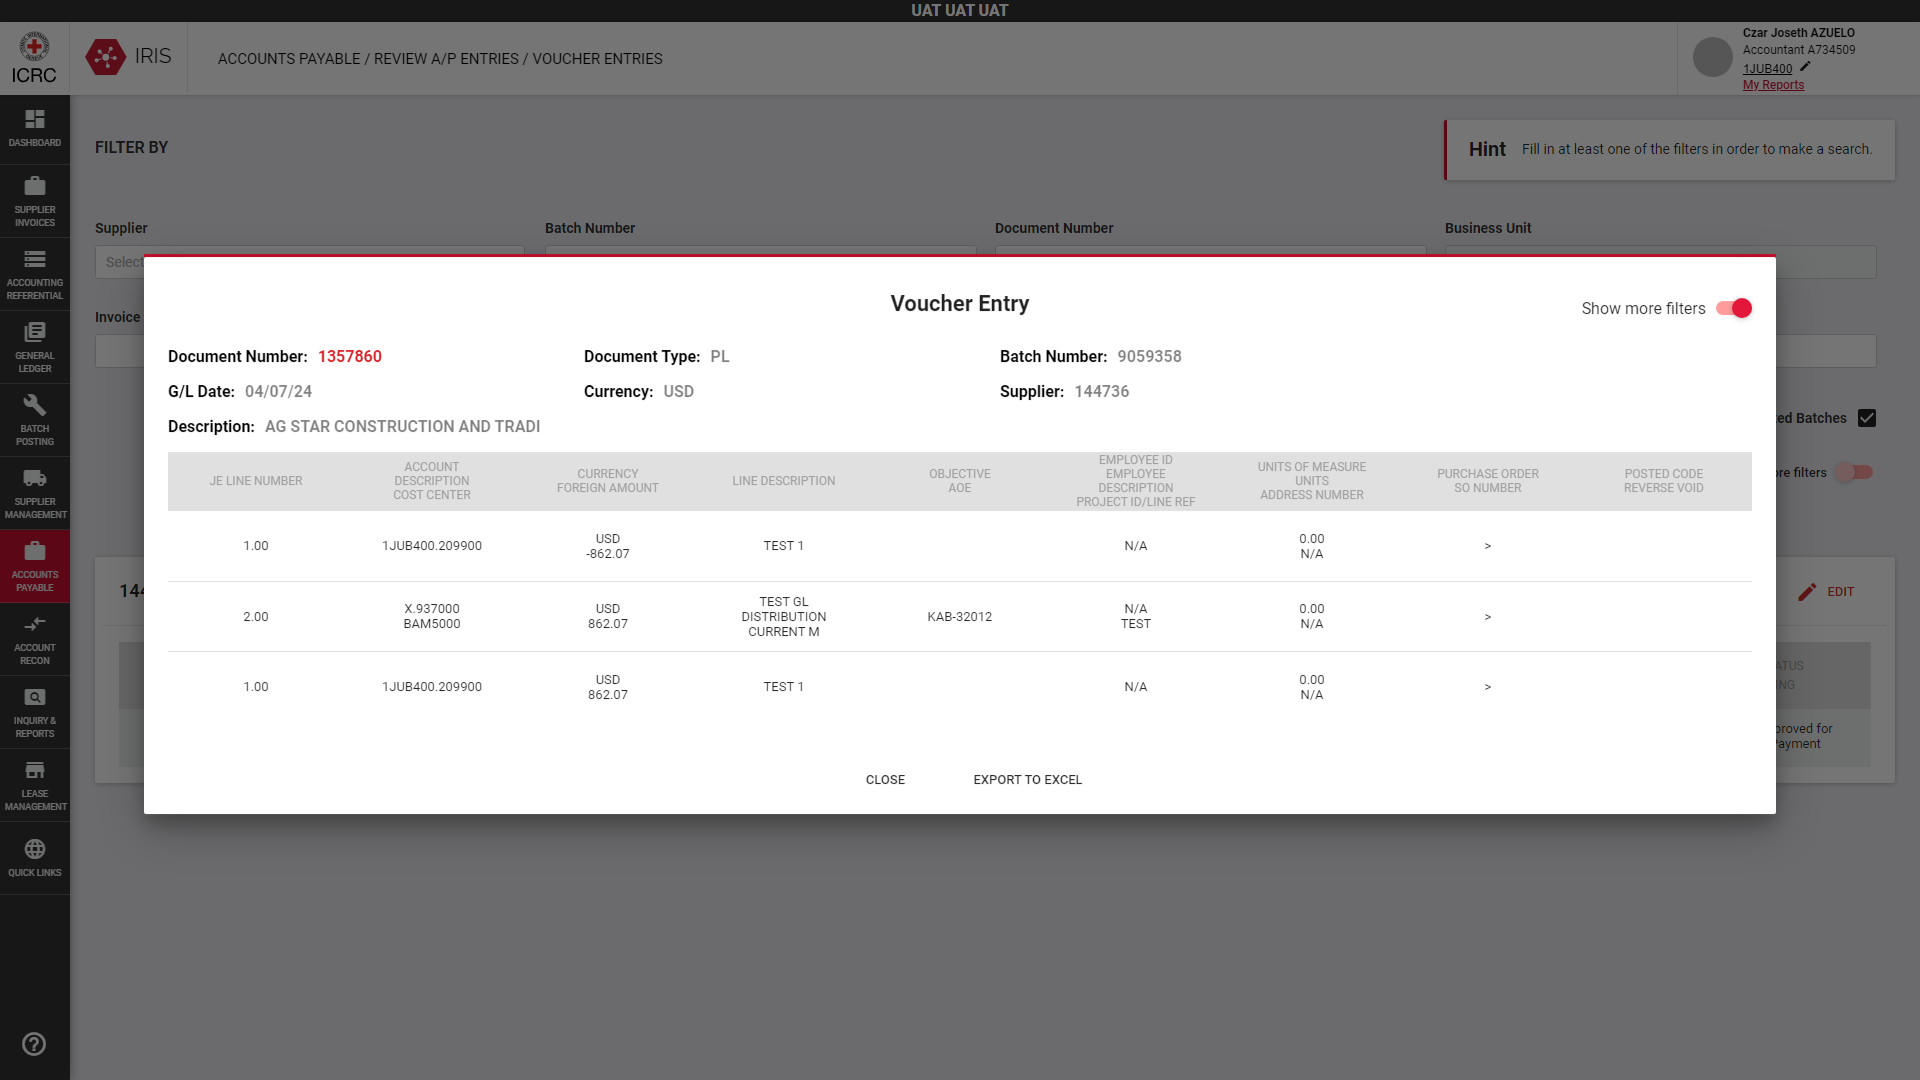 UAT UAT UAT
ICRC
IRIS
ACCOUNTS PAYABLE / REVIEW A/P ENTRIES / VOUCHER ENTRIES
Czar Joseth AZUELO
Accountant A734509
1JUB400
My Reports
DASHBOARD
SUPPLIER
INVOICES
ACCOUNTING
REFERENTIAL
GENERAL
LEDGER
BATCH
POSTING
SUPPLIER
MANAGEMENT
ACCOUNTS
PAYABLE
ACCOUNT
RECON
INQUIRY &
REPORTS
LEASE
MANAGEMENT
QUICK LINKS
FILTER BY
Hint Fill in at least one of the filters in order to make a search.
Supplier Batch Number Document Number Business Unit
Select
Invoice
ed Batches
re filters
144
EDIT
ATUS
NG
proved for
Payment
Voucher Entry
Show more filters
Document Number: 1357860 Document Type: PL Batch Number: 9059358
G/L Date: 04/07/24 Currency: USD Supplier: 144736
Description: AG STAR CONSTRUCTION AND TRADI
JE LINE NUMBER
ACCOUNT
DESCRIPTION
COST CENTER
CURRENCY
FOREIGN AMOUNT
LINE DESCRIPTION
OBJECTIVE
AOE
EMPLOYEE ID
EMPLOYEE
DESCRIPTION
PROJECT ID/LINE REF
UNITS OF MEASURE
UNITS
ADDRESS NUMBER
PURCHASE ORDER
SO NUMBER
POSTED CODE
REVERSE VOID
1.00
1JUB400.209900
USD
-862.07
TEST 1
N/A
0.00
N/A
>
2.00
X.937000
BAM5000
USD
862.07
TEST GL
DISTRIBUTION
CURRENT M
KAB-32012
N/A
TEST
0.00
N/A
>
1.00
1JUB400.209900
USD
862.07
TEST 1
N/A
0.00
N/A
>
CLOSE EXPORT TO EXCEL